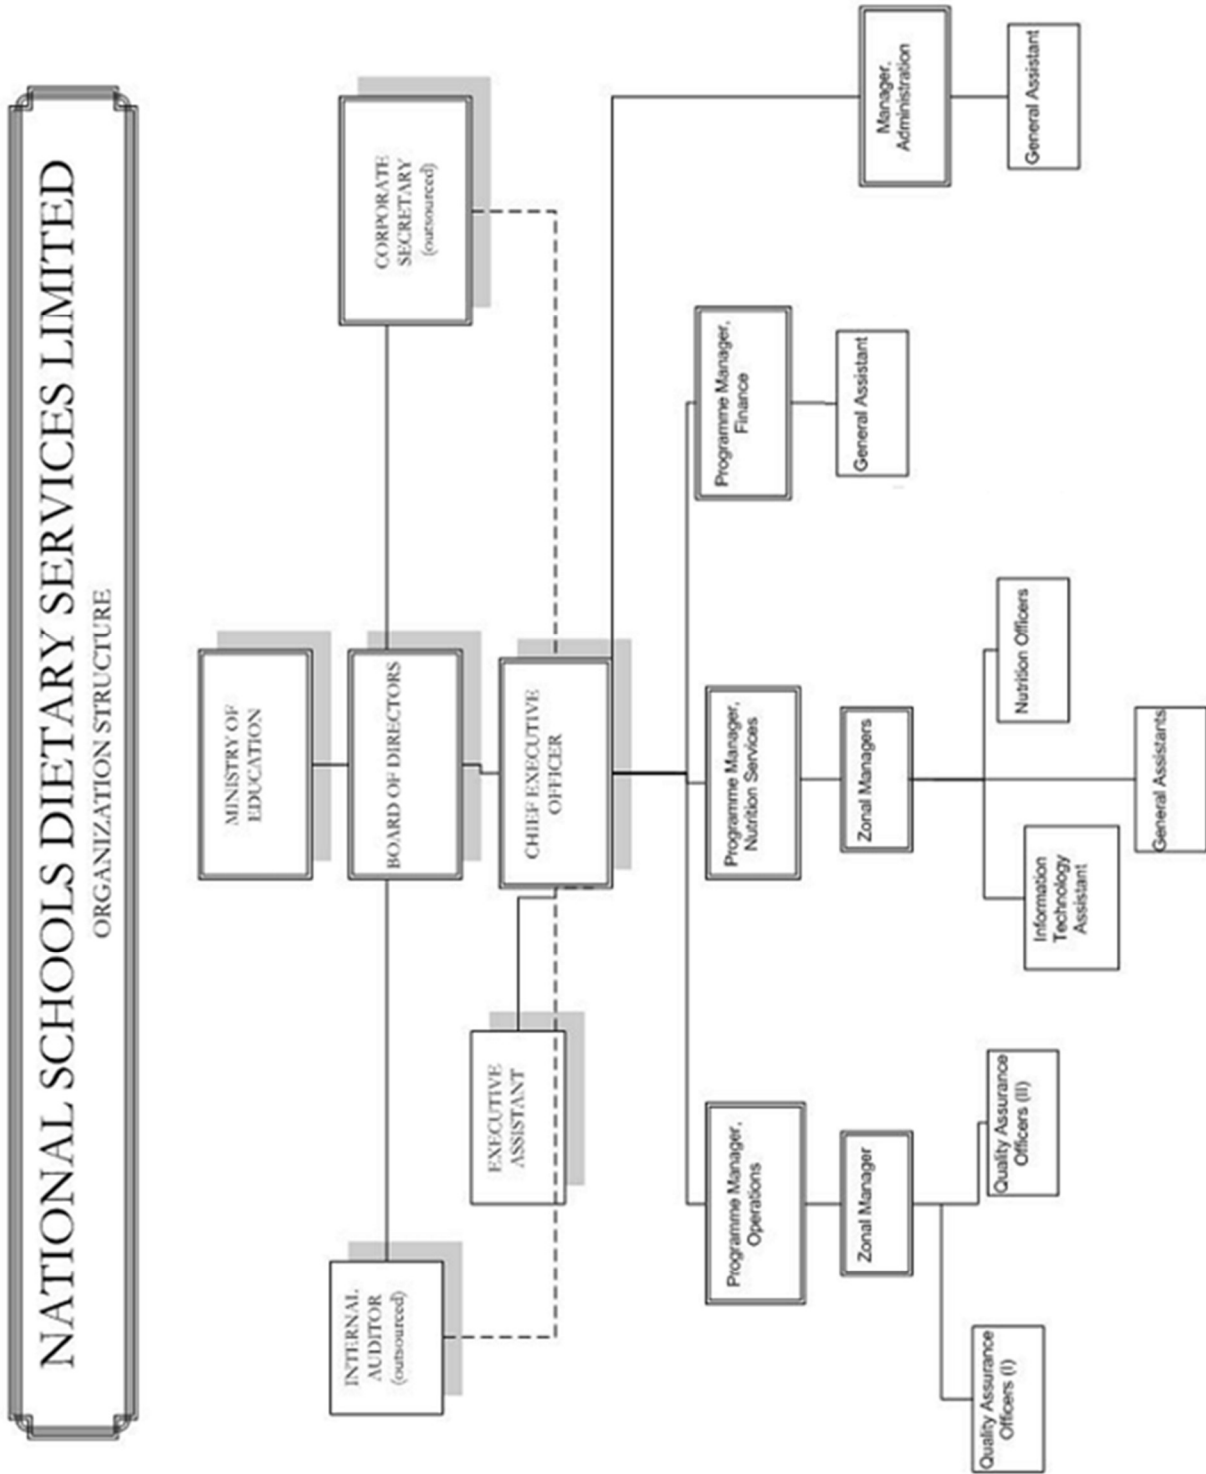 NATIONAL SCHOOLS DIETARY SERVICES LIMITED
ORGANIZATION STRUCTURE
MINISTRY OF
EDUCATION
INTERNAL
AUDITOR
(outsourced)
BOARD OF DIRECTORS
CORPORATE
SECRETARY
(outsourced)
EXECUTIVE
ASSISTANT
CHIEF EXECUTIVE
OFFICER
Programme Manager,
Operations
Programme Manager,
Nutrition Services
Programme Manager,
Finance
Manager,
Administration
Zonal Manager
Zonal Managers
General Assistant
General Assistant
Quality Assurance
Officers (I)
Quality Assurance
Officers (II)
Information
Technology
Assistant
Nutrition Officers
General Assistants